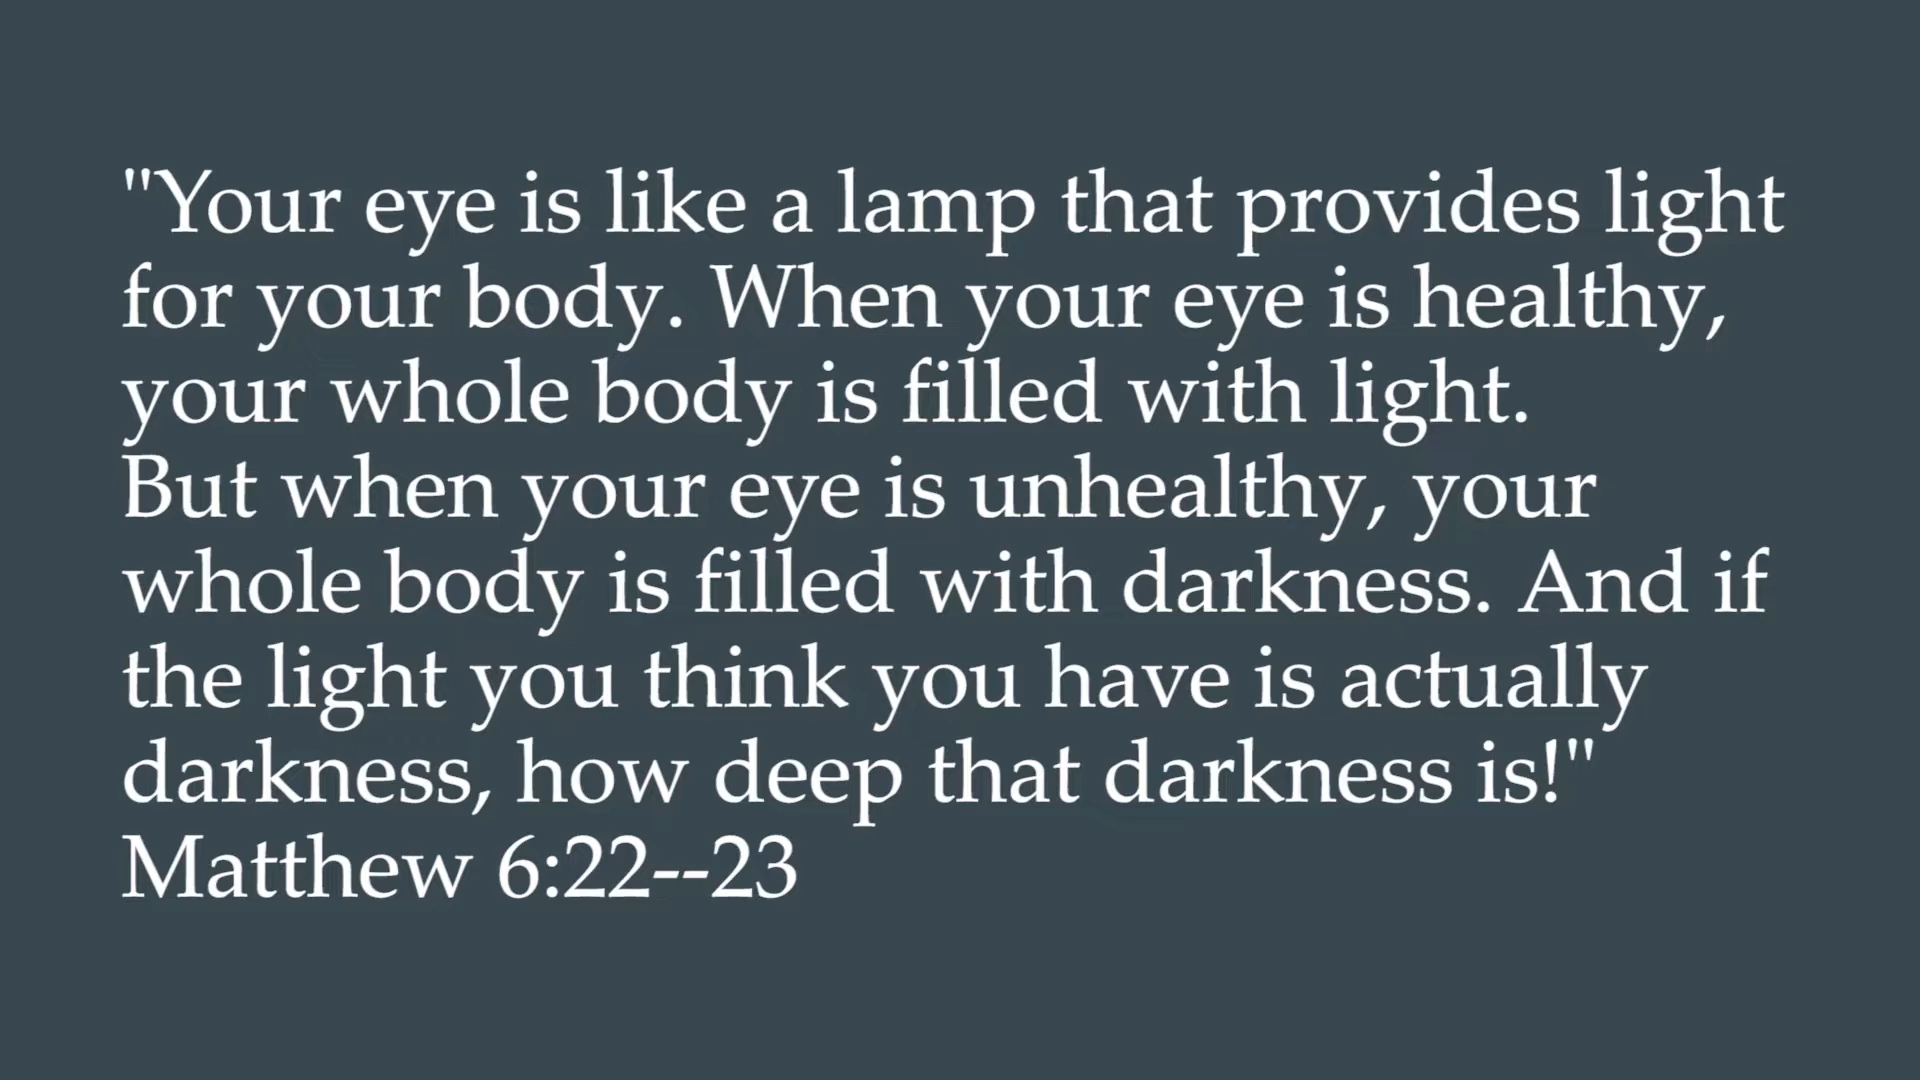 "Your eye is like a lamp that provides light
for your body. When your eye is healthy,
your whole body is filled with light.
But when your eye is unhealthy, your
whole body is filled with darkness. And if
the light you think you have is actually
darkness, how deep that darkness is!"
Matthew 6:22--23